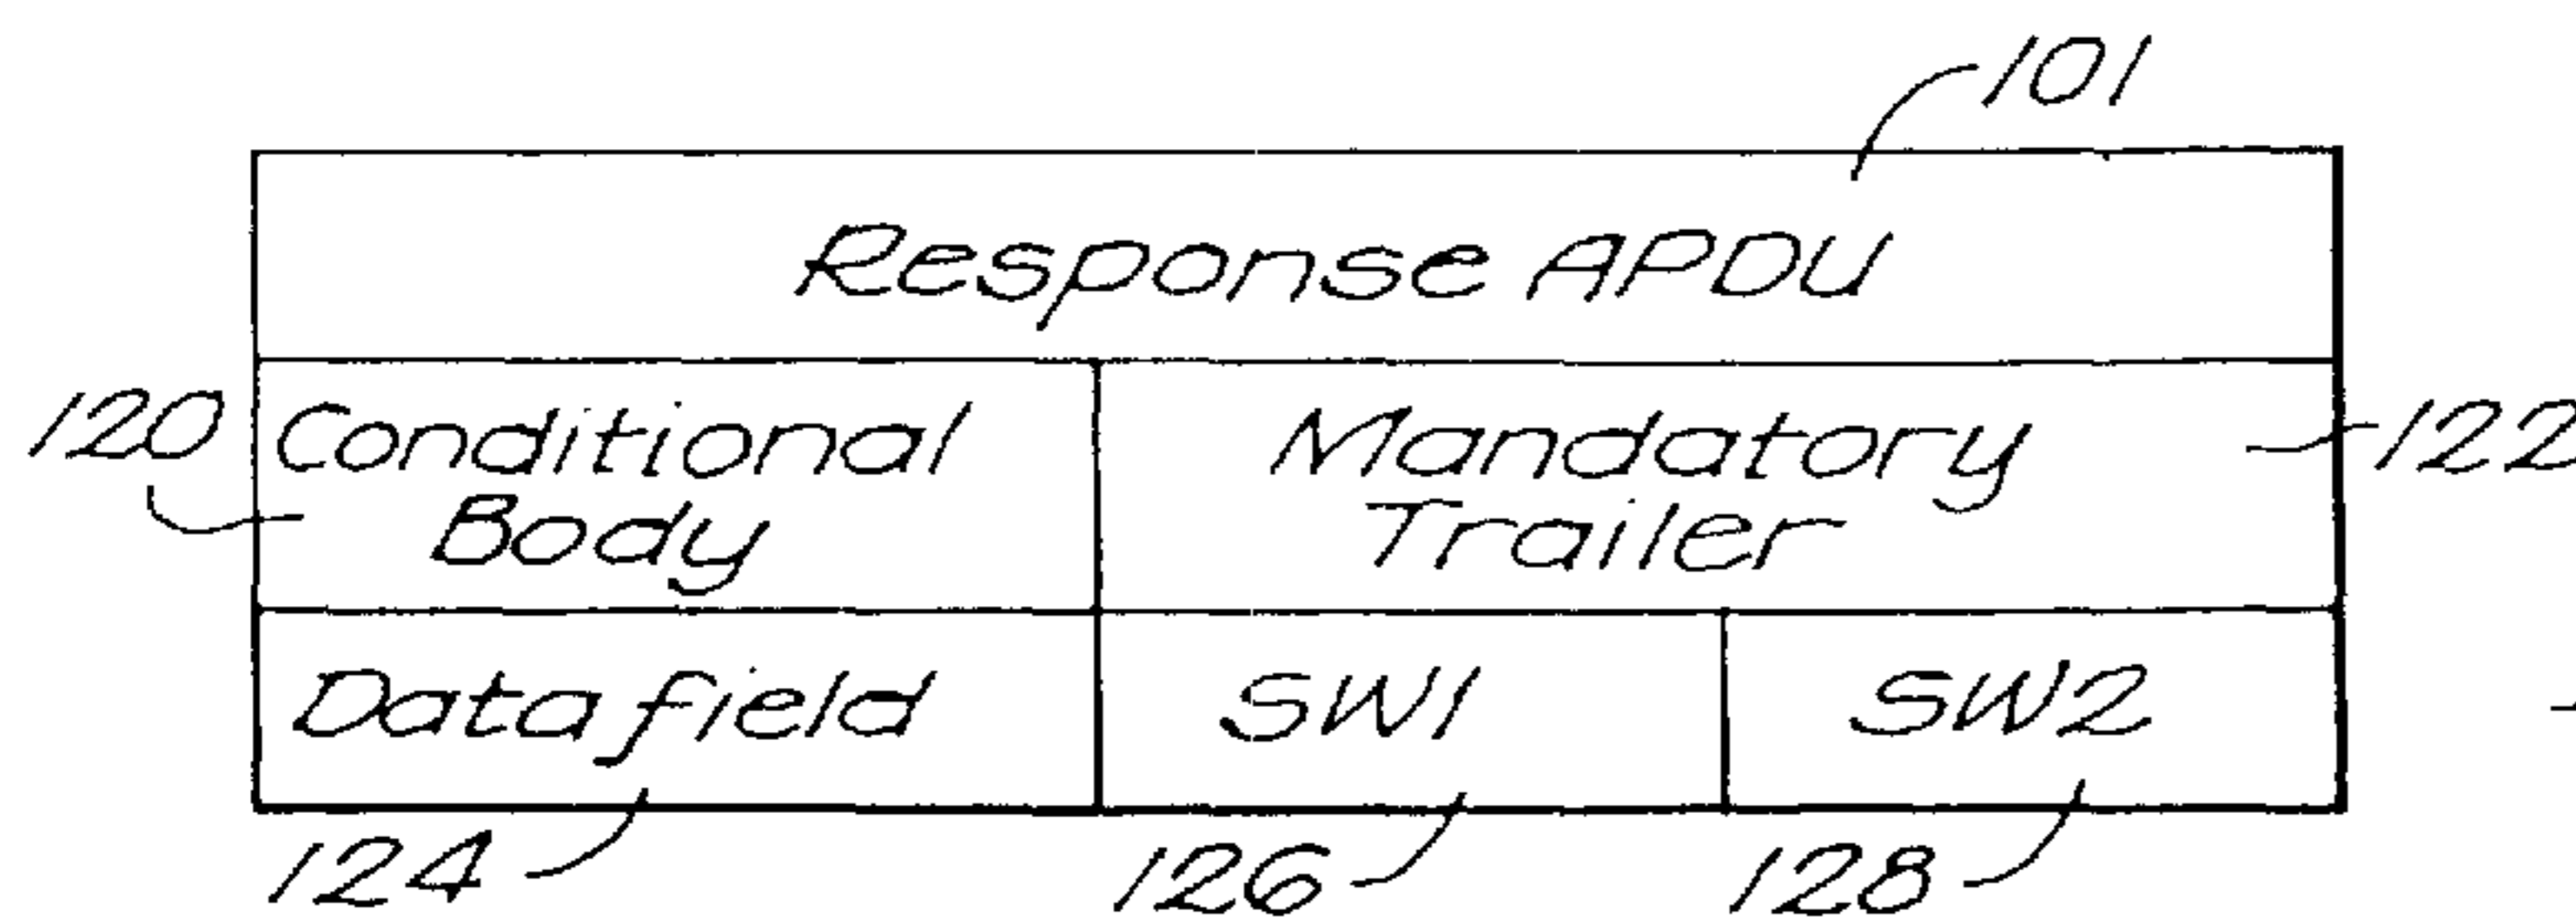 101
Response APDU
120 Conditional Body
Mandatory Trailer
122
Data field
SW1
SW2
124
126
128